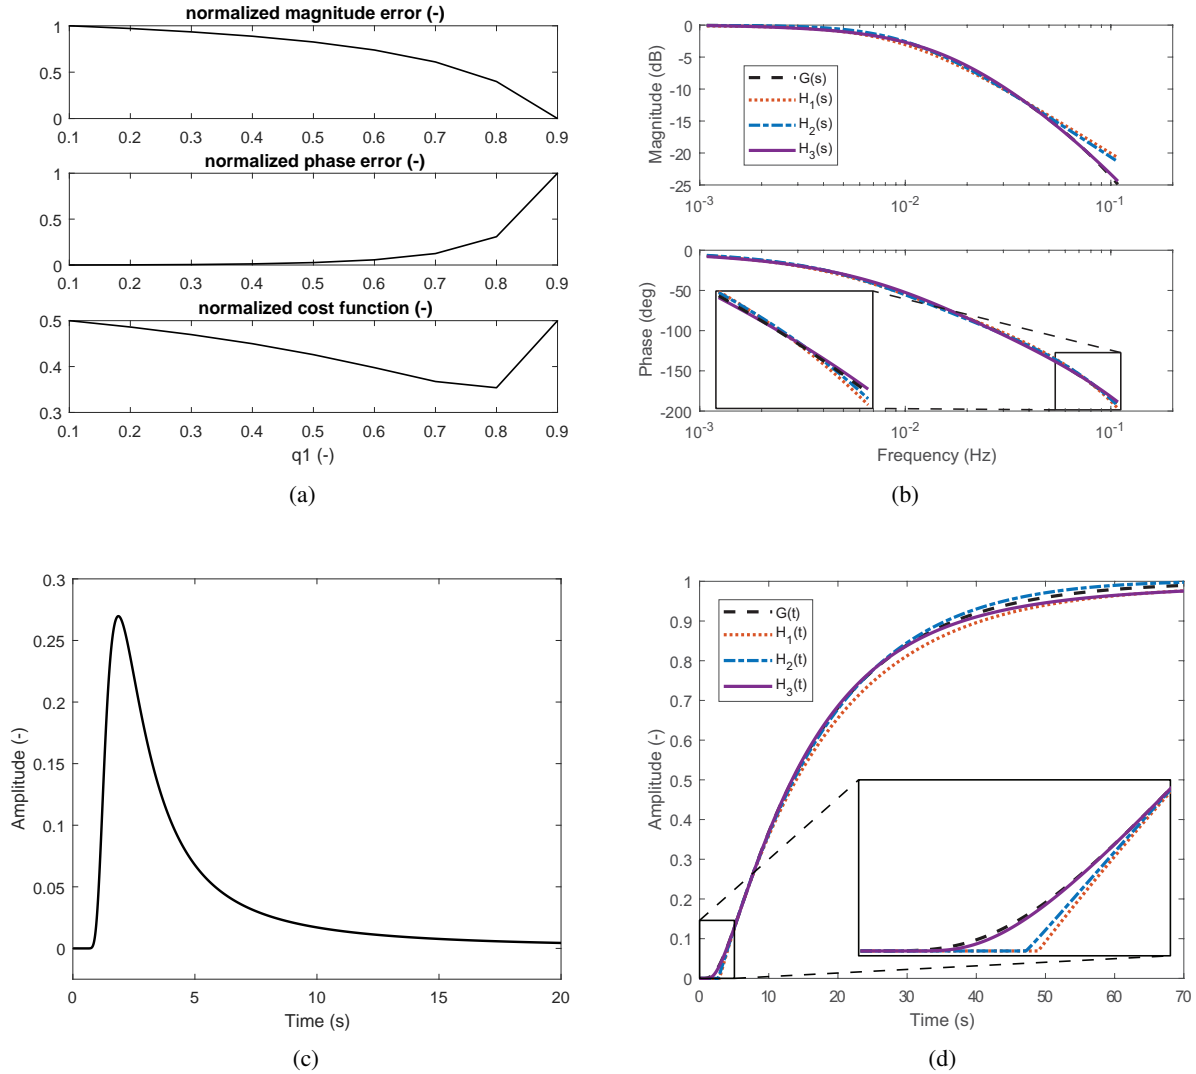 normalized magnitude error (-)
1
0.5
0
0.1 0.2 0.3 0.4 0.5 0.6 0.7 0.8 0.9
normalized phase error (-)
1
0.5
0
0.1 0.2 0.3 0.4 0.5 0.6 0.7 0.8 0.9
normalized cost function (-)
0.5
0.4
0.3
0.1 0.2 0.3 0.4 0.5 0.6 0.7 0.8 0.9
q1 (-)
(a)
Magnitude (dB)
0
-5
-10
-15
-20
-25
G(s)
H1(s)
H2(s)
H3(s)
10-3 10-2 10-1
Phase (deg)
0
-50
-100
-150
-200
10-3 10-2 10-1
Frequency (Hz)
(b)
Amplitude (-)
0.3
0.25
0.2
0.15
0.1
0.05
0
0 5 10 15 20
Time (s)
(c)
Amplitude (-)
1
0.9
0.8
0.7
0.6
0.5
0.4
0.3
0.2
0.1
0
G(t)
H1(t)
H2(t)
H3(t)
0 10 20 30 40 50 60 70
Time (s)
(d)